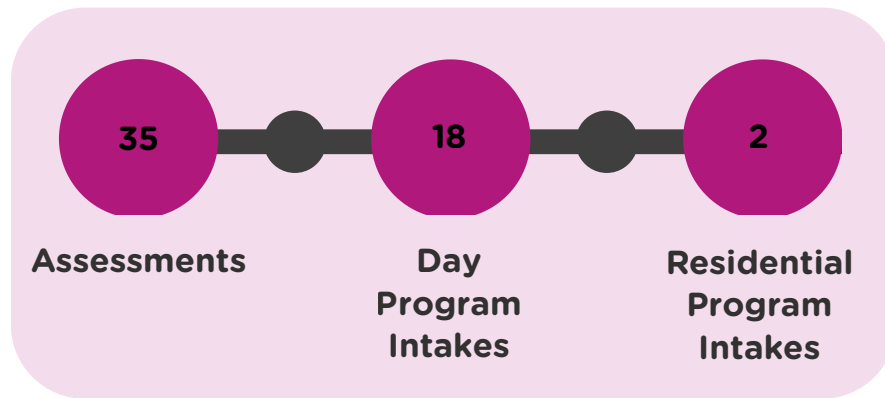 35
18
2
Assessments
Day
Program
Intakes
Residential
Program
Intakes